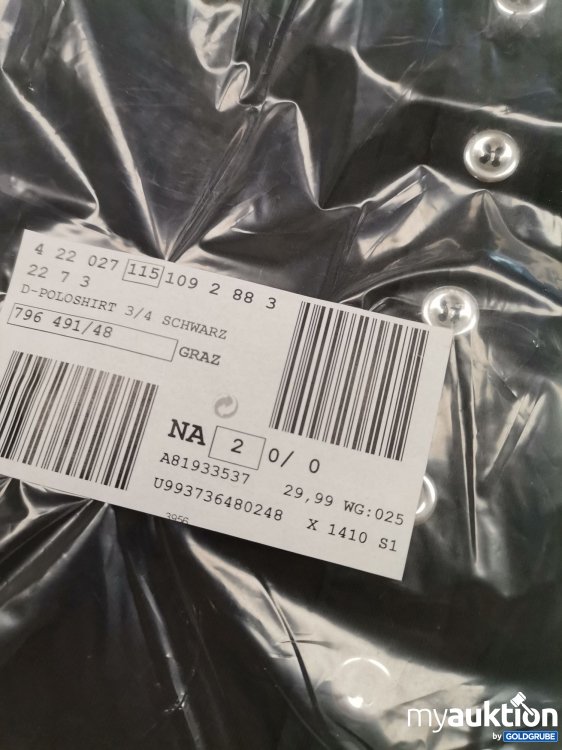 4 22 027 115 109 2 88 3
22 7 3
D-POLOSHIRT 3/4 SCHWARZ
796 491/48 GRAZ
NA 2 0/ 0
A81933537 29,99 WG:025
U993736480248 X 1410 S1
3956
myauktion
by GOLDGRUBE